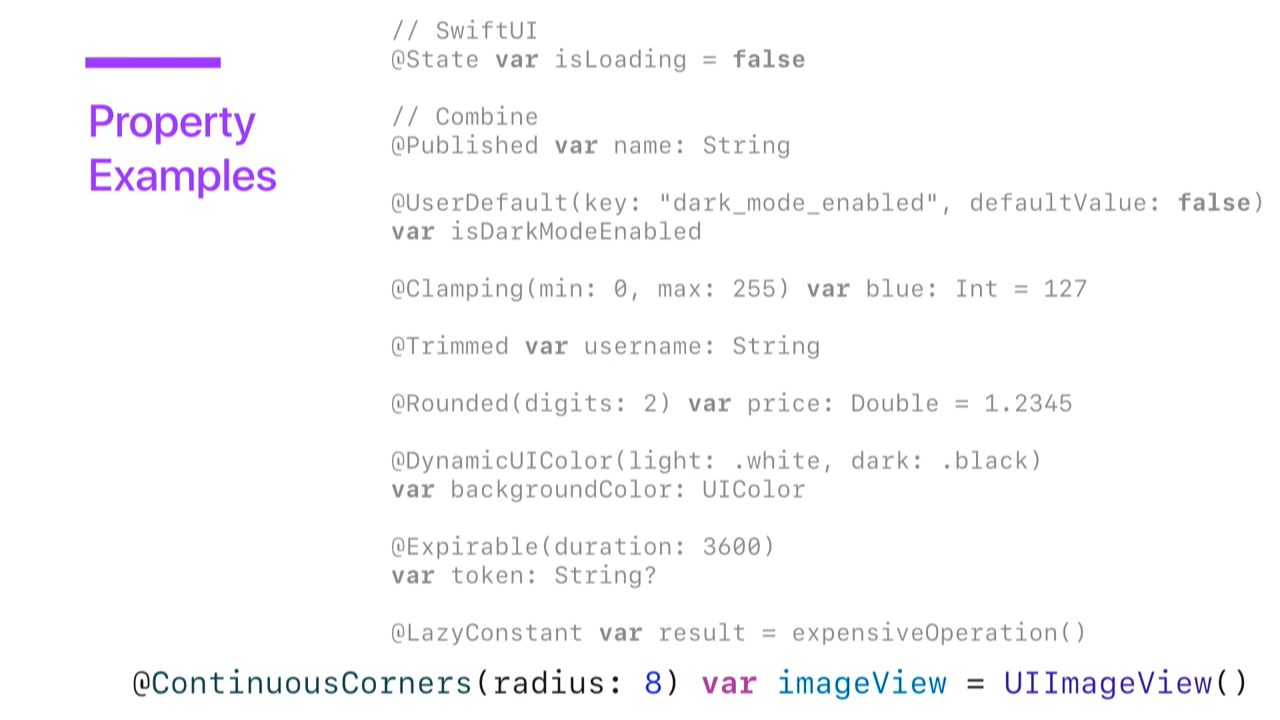 Property
Examples
// SwiftUI
@State var isLoading = false
// Combine
@Published var name: String
@UserDefault(key: "dark_mode_enabled", defaultValue: false)
var isDarkModeEnabled
@Clamping(min: 0, max: 255) var blue: Int = 127
@Trimmed var username: String
@Rounded(digits: 2) var price: Double = 1.2345
@DynamicUIColor(light: .white, dark: .black)
var backgroundColor: UIColor
@Expirable(duration: 3600)
var token: String?
@LazyConstant var result = expensiveOperation()
@ContinuousCorners(radius: 8) var imageView = UIImageView()